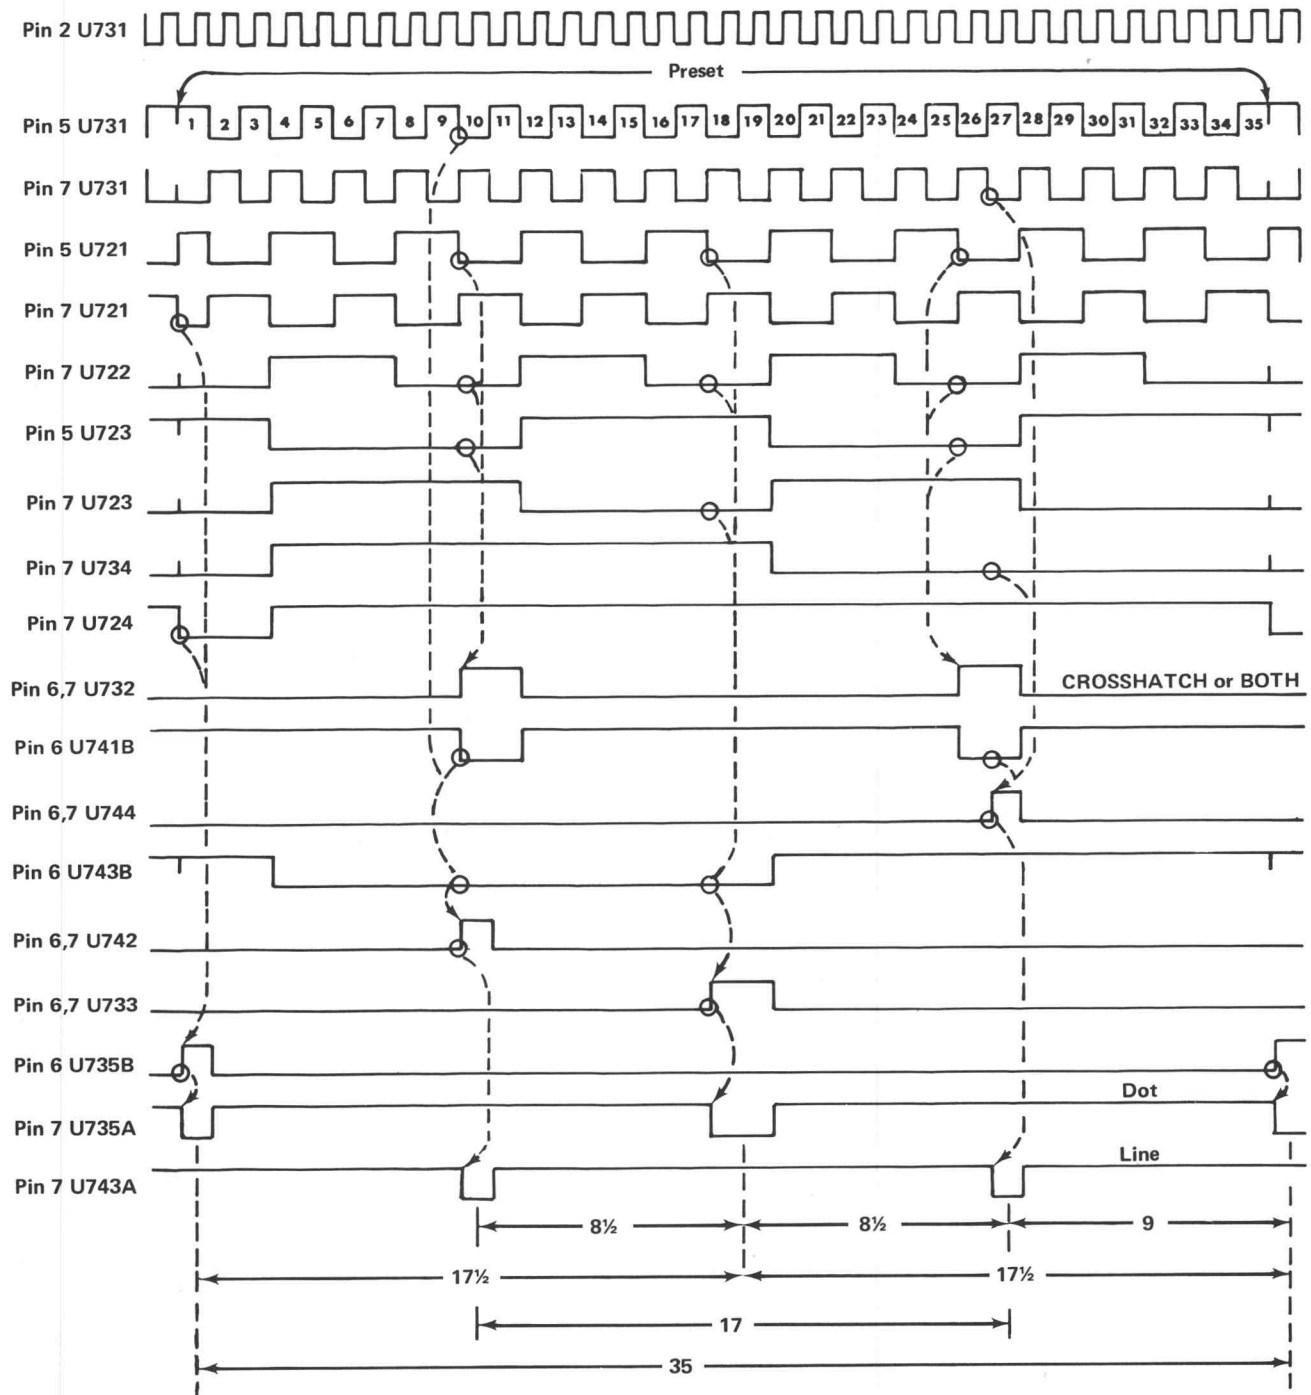 Pin 2 U731
Preset
Pin 5 U731 1 2 3 4 5 6 7 8 9 10 11 12 13 14 15 16 17 18 19 20 21 22 23 24 25 26 27 28 29 30 31 32 33 34 35
Pin 7 U731
Pin 5 U721
Pin 7 U721
Pin 7 U722
Pin 5 U723
Pin 7 U723
Pin 7 U734
Pin 7 U724
Pin 6,7 U732 CROSSHATCH or BOTH
Pin 6 U741B
Pin 6,7 U744
Pin 6 U743B
Pin 6,7 U742
Pin 6,7 U733
Pin 6 U735B
Dot
Pin 7 U735A
Line
Pin 7 U743A
8½ 8½ 9
17½ 17½
17
35